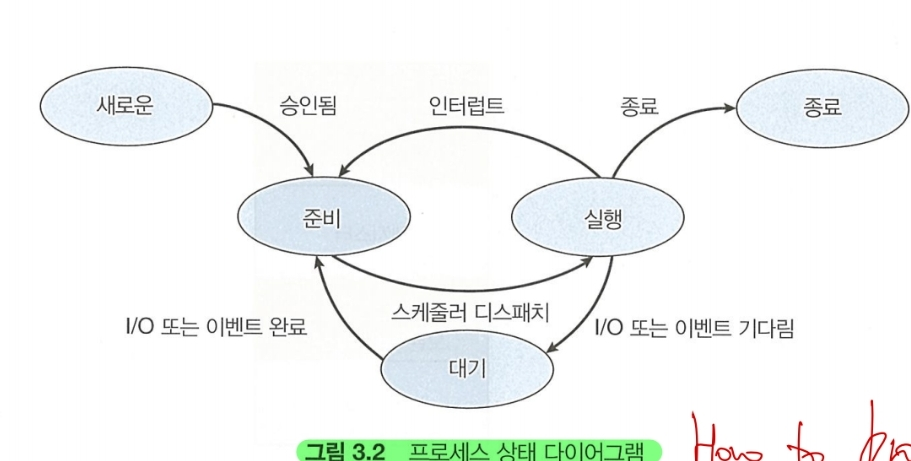 새로운
승인됨
인터럽트
종료
종료
준비
실행
스케줄러 디스패치
I/O 또는 이벤트 완료
I/O 또는 이벤트 기다림
대기
그림 3.2 프로세스 상태 다이어그램
How to